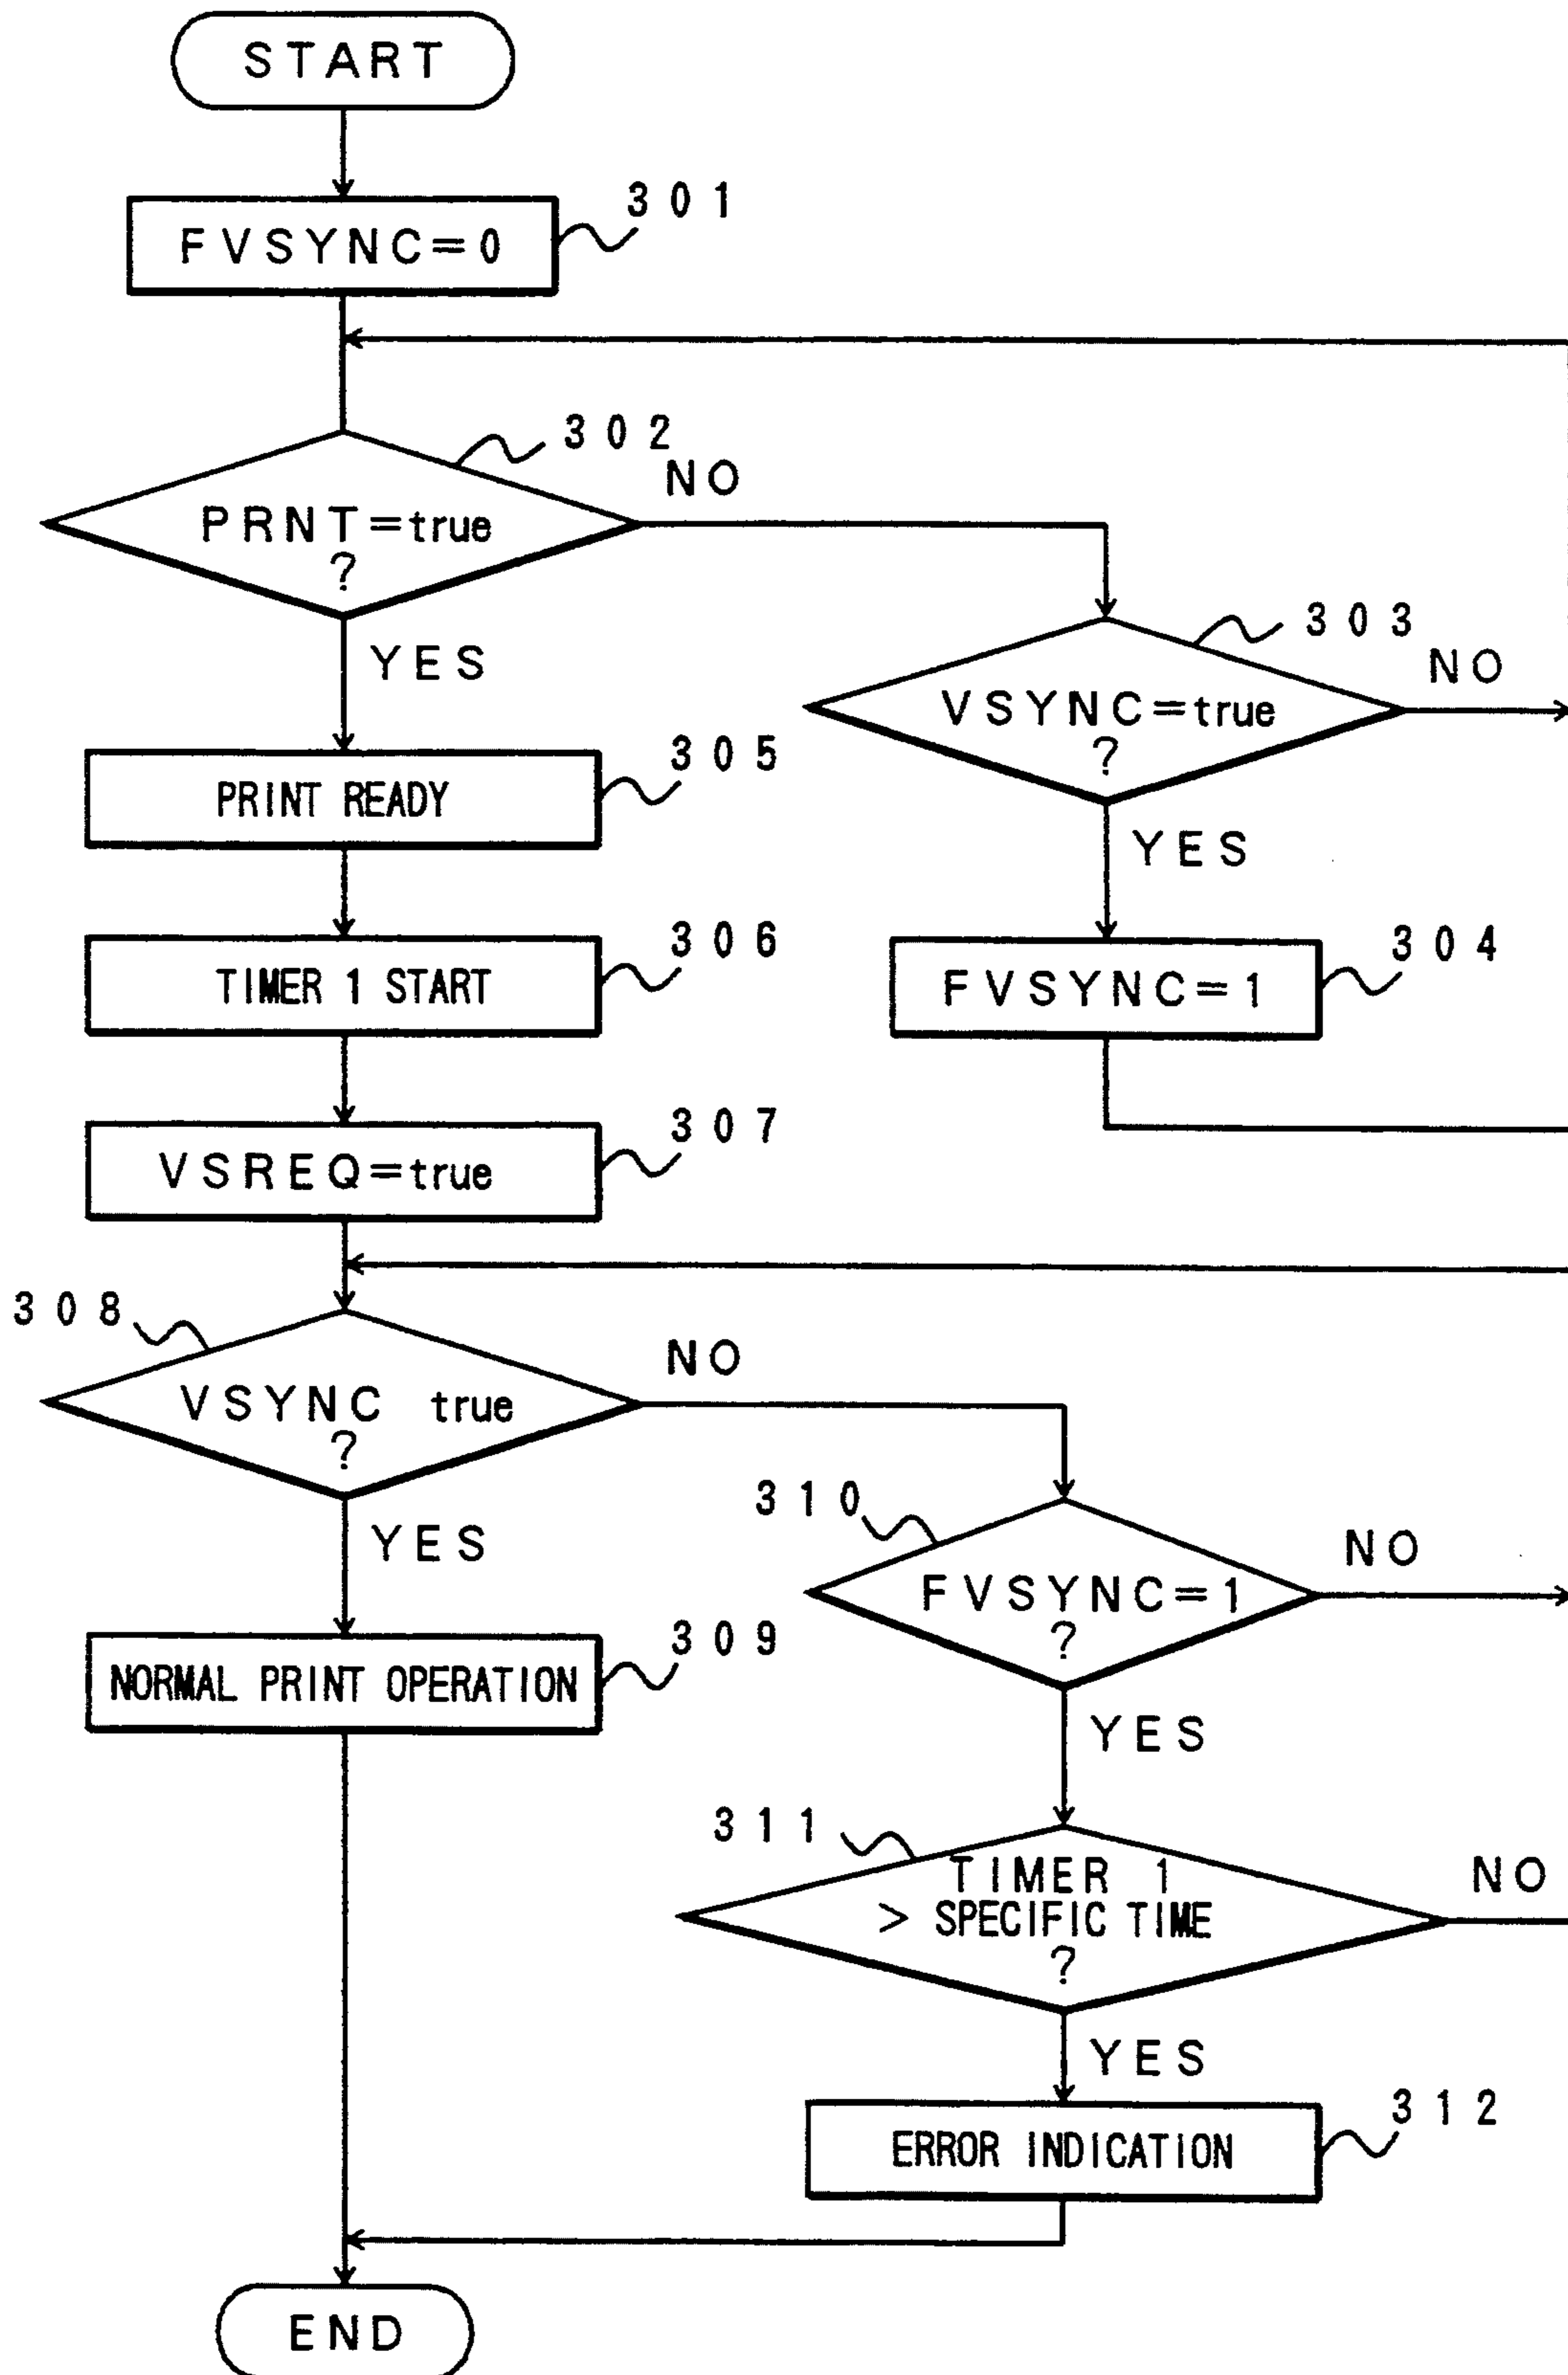 START
301
FVSYNC=0
302
NO
PRNT=true
?
YES
303
NO
VSYNC=true
?
YES
304
FVSYNC=1
305
PRINT READY
306
TIMER 1 START
307
VSREQ=true
308
NO
VSYNC true
?
YES
309
NORMAL PRINT OPERATION
310
NO
FVSYNC=1
?
YES
311
NO
TIMER 1
> SPECIFIC TIME
?
YES
312
ERROR INDICATION
END